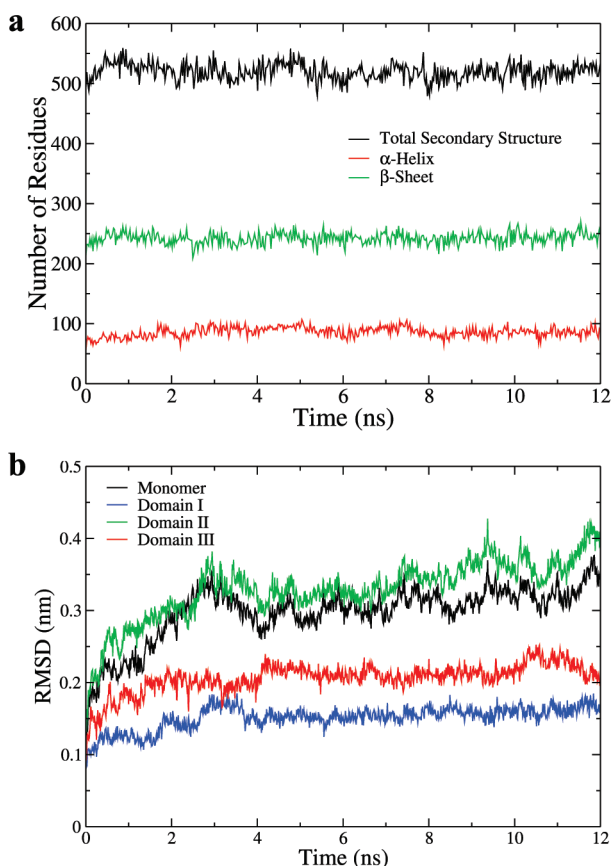 a
600
500
400
300
200
100
0
Number of Residues
Total Secondary Structure
α-Helix
β-Sheet
0 2 4 6 8 10 12
Time (ns)
b
0.5
0.4
0.3
0.2
0.1
0
RMSD (nm)
Monomer
Domain I
Domain II
Domain III
0 2 4 6 8 10 12
Time (ns)